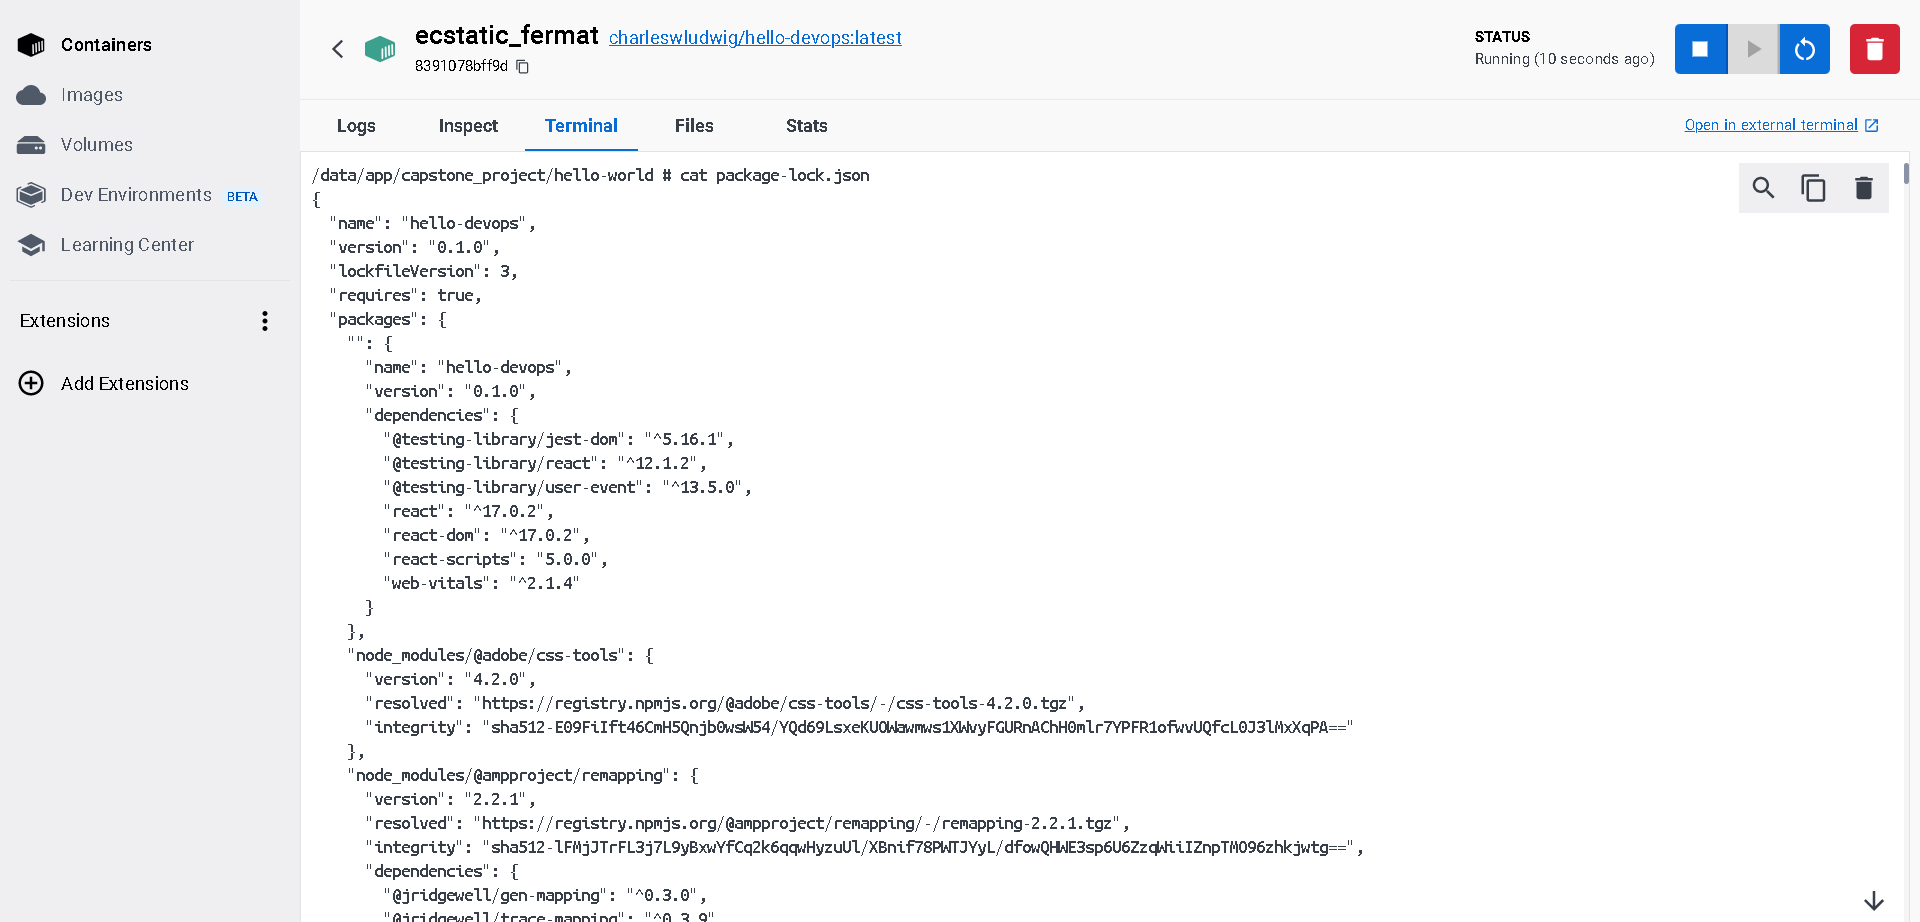 Containers
Images
Volumes
Dev Environments BETA
Learning Center
Extensions
Add Extensions
ecstatic_fermat charleswludwig/hello-devops:latest
8391078bff9d
STATUS
Running (10 seconds ago)
Logs Inspect Terminal Files Stats
Open in external terminal
/data/app/capstone_project/hello-world # cat package-lock.json
{
"name": "hello-devops",
"version": "0.1.0",
"lockfileVersion": 3,
"requires": true,
"packages": {
"": {
"name": "hello-devops",
"version": "0.1.0",
"dependencies": {
"@testing-library/jest-dom": "^5.16.1",
"@testing-library/react": "^12.1.2",
"@testing-library/user-event": "^13.5.0",
"react": "^17.0.2",
"react-dom": "^17.0.2",
"react-scripts": "5.0.0",
"web-vitals": "^2.1.4"
}
},
"node_modules/@adobe/css-tools": {
"version": "4.2.0",
"resolved": "https://registry.npmjs.org/@adobe/css-tools/-/css-tools-4.2.0.tgz",
"integrity": "sha512-E09FiIft46CmH5Qnjb0wsW54/YQd69LsxeKUOWawmws1XWvyFGURnAChH0mlr7YPFR1ofwvUQfcL0J3lMxXqPA=="
},
"node_modules/@ampproject/remapping": {
"version": "2.2.1",
"resolved": "https://registry.npmjs.org/@ampproject/remapping/-/remapping-2.2.1.tgz",
"integrity": "sha512-lFMjJTrFL3j7L9yBxwYfCq2k6qqwHyzuUl/XBnif78PWTJYyL/dfowQHWE3sp6U6ZzqWiiIZnpTMO96zhkjwtg==",
"dependencies": {
"@jridgewell/gen-mapping": "^0.3.0",
"@jridgewell/trace-mapping": "^0.3.9"